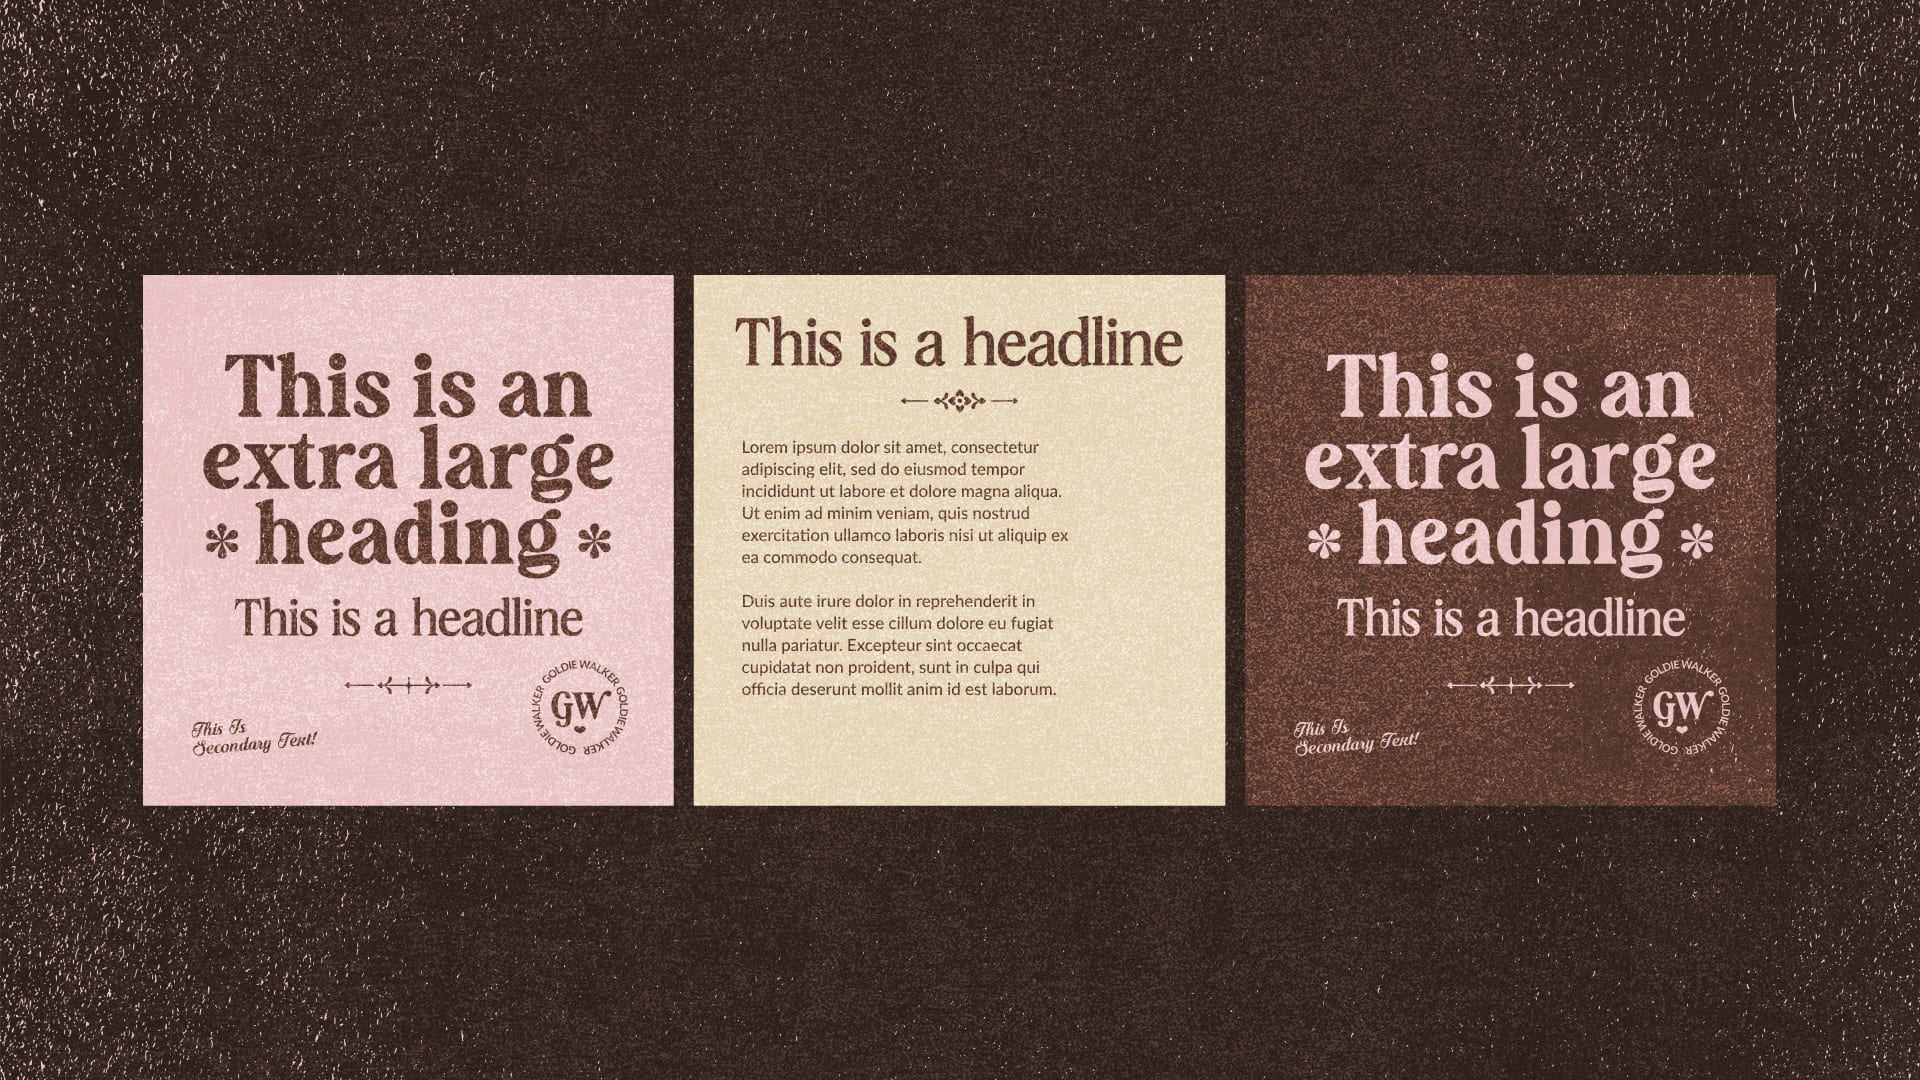 This is an
extra large
* heading *
This is a headline
This Is
Secondary Text!
GOLDIE WALKER GOLDIE WALKER GOLDIE WALKER
GW
This is a headline
Lorem ipsum dolor sit amet, consectetur
adipiscing elit, sed do eiusmod tempor
incididunt ut labore et dolore magna aliqua.
Ut enim ad minim veniam, quis nostrud
exercitation ullamco laboris nisi ut aliquip ex
ea commodo consequat.
Duis aute irure dolor in reprehenderit in
voluptate velit esse cillum dolore eu fugiat
nulla pariatur. Excepteur sint occaecat
cupidatat non proident, sunt in culpa qui
officia deserunt mollit anim id est laborum.
This is an
extra large
* heading *
This is a headline
This Is
Secondary Text!
GOLDIE WALKER GOLDIE WALKER GOLDIE WALKER
GW